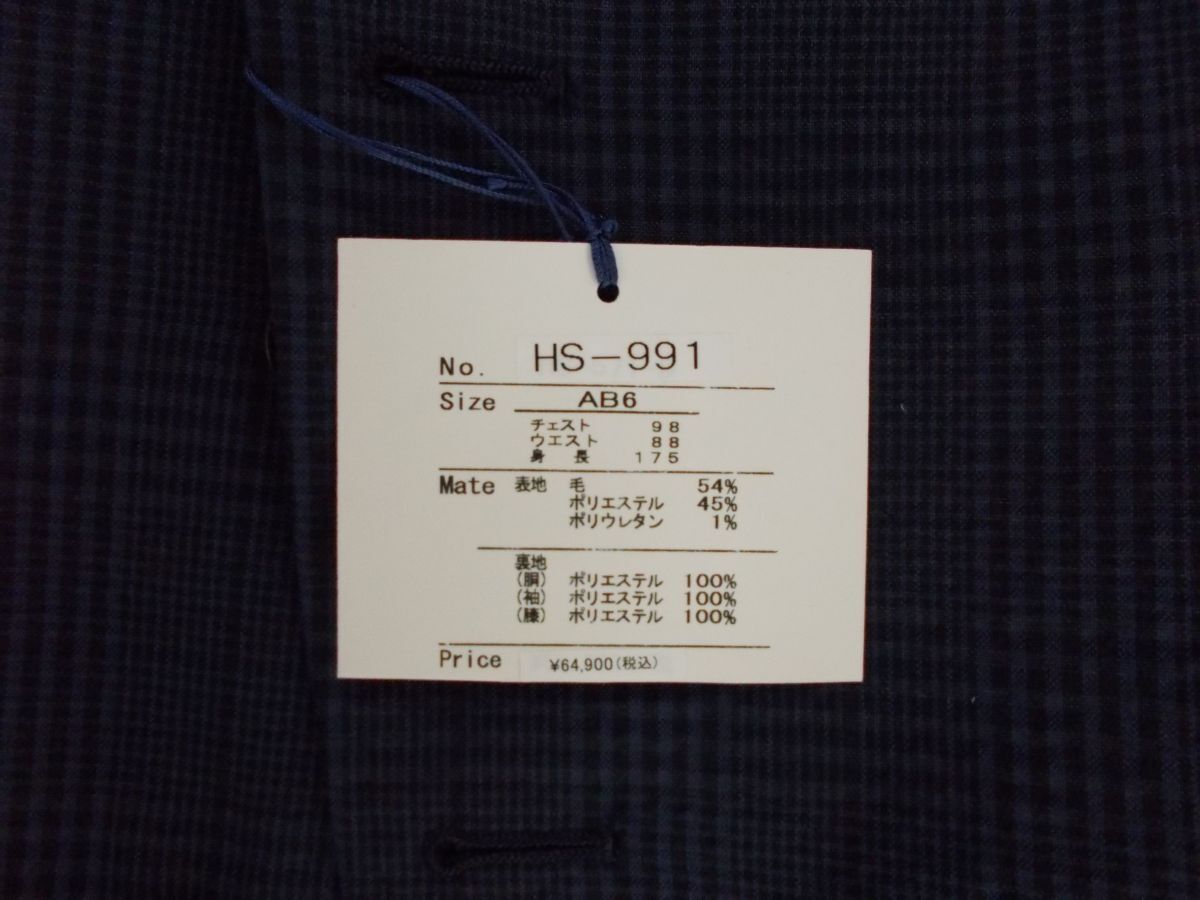 No. HS-991
Size AB6
チェスト 98
ウエスト 88
身長 175
Mate 表地 毛 54%
ポリエステル 45%
ポリウレタン 1%
裏地
(胴) ポリエステル 100%
(袖) ポリエステル 100%
(膝) ポリエステル 100%
Price ¥64,900(税込)